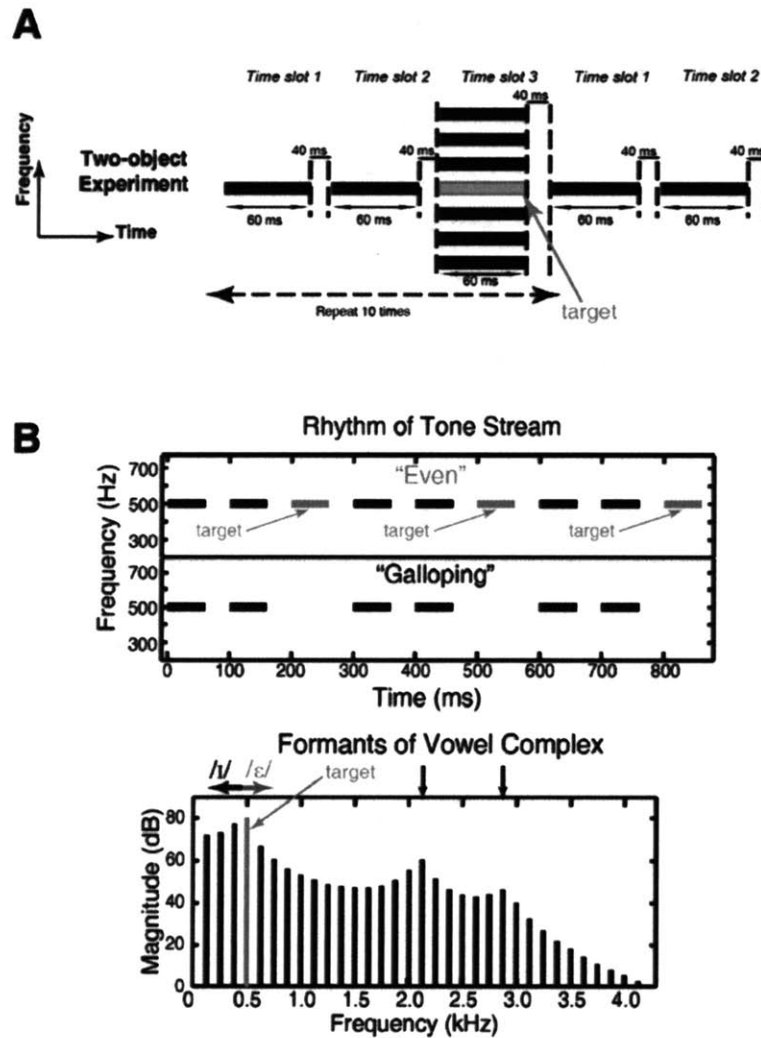 A
Time slot 1 Time slot 2 Time slot 3 Time slot 1 Time slot 2
40 ms
Frequency
Two-object
Experiment
40 ms 40 ms 40 ms 40 ms
Time
60 ms 60 ms 60 ms 60 ms
60 ms
Repeat 10 times
target
B
Rhythm of Tone Stream
Frequency (Hz)
700
"Even"
500
target target target
300
700
"Galloping"
500
300
0 100 200 300 400 500 600 700 800
Time (ms)
Formants of Vowel Complex
/ɪ/ /ɛ/ target
Magnitude (dB)
80
60
40
20
0
0 0.5 1.0 1.5 2.0 2.5 3.0 3.5 4.0
Frequency (kHz)